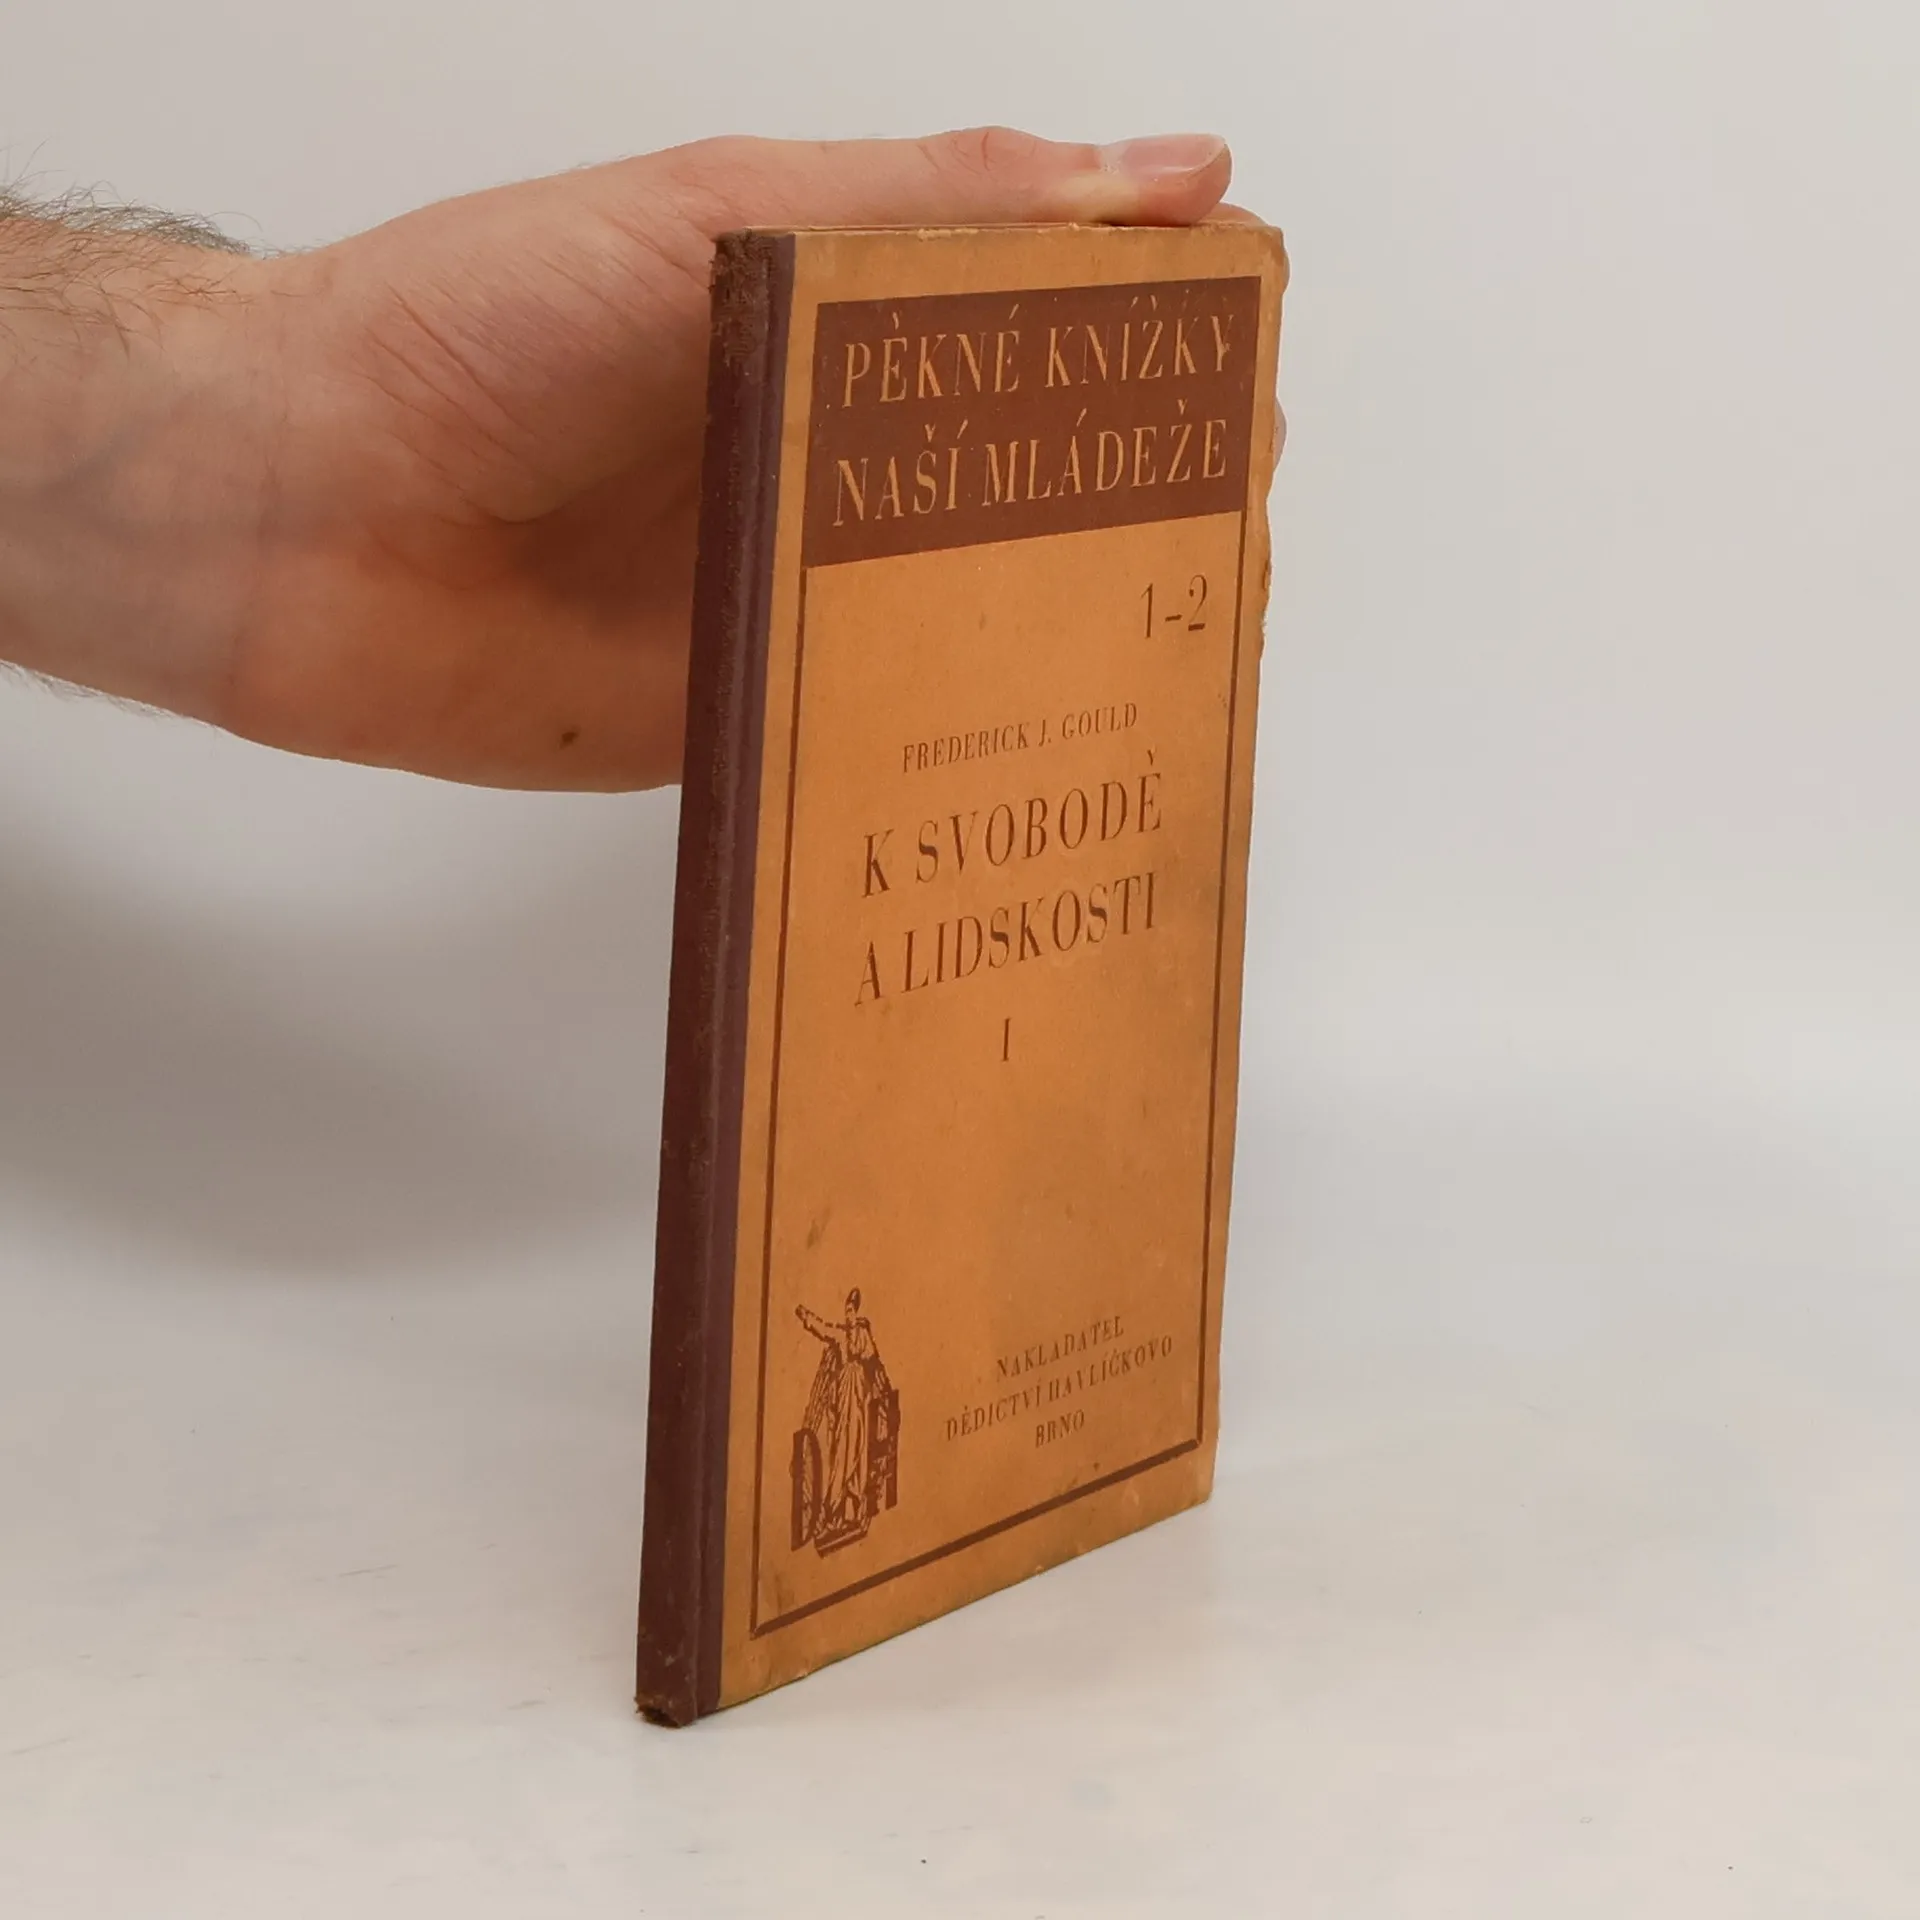 PĚKNÉ KNÍŽKY
NAŠÍ MLÁDEŽE
1-2
FREDERICK J. GOULD
K SVOBODĚ
A LIDSKOSTI
I
NAKLADATEL
DĚDICTVÍ HAVLÍČKOVO
BRNO
D H